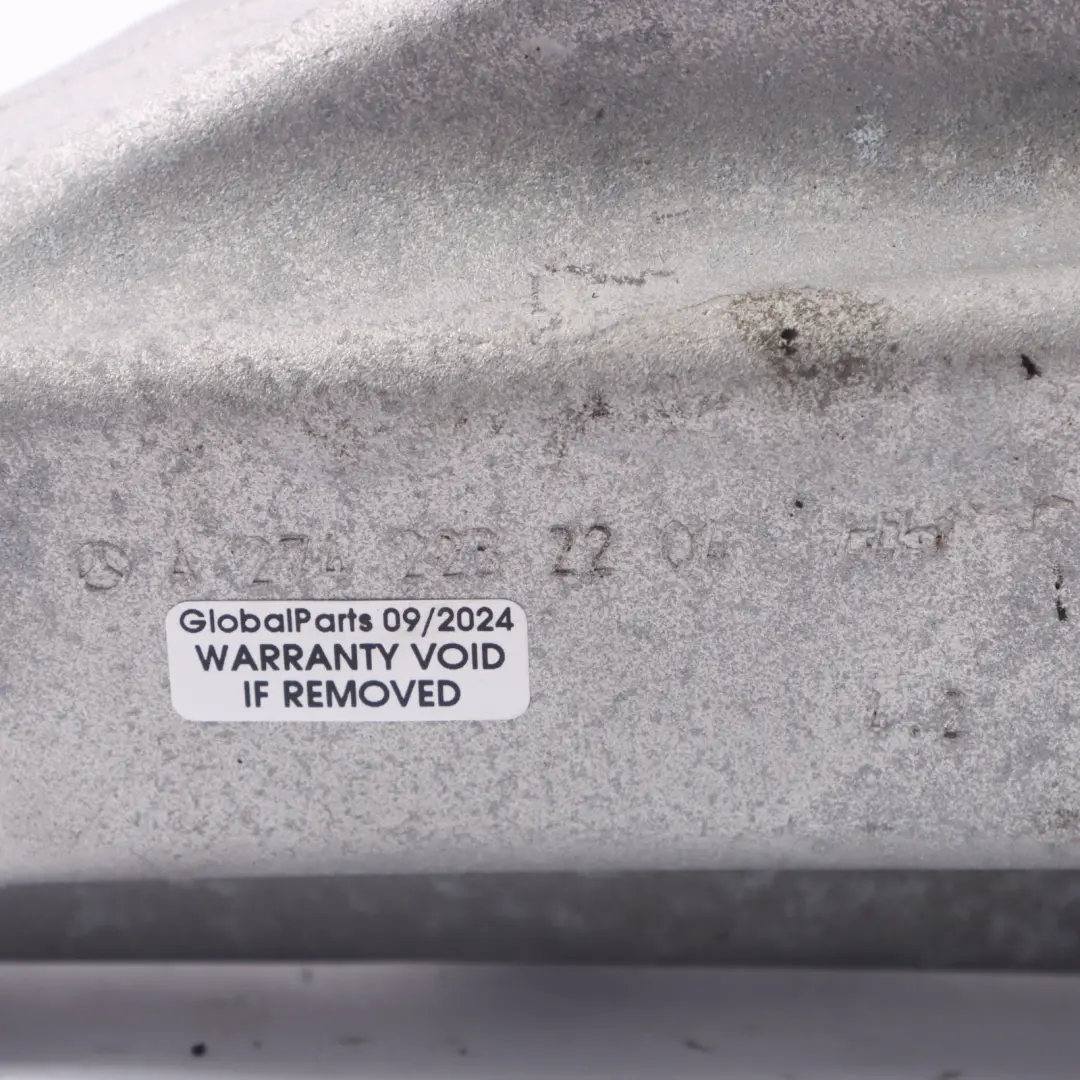 A 274 223 22 04
GlobalParts 09/2024
WARRANTY VOID
IF REMOVED